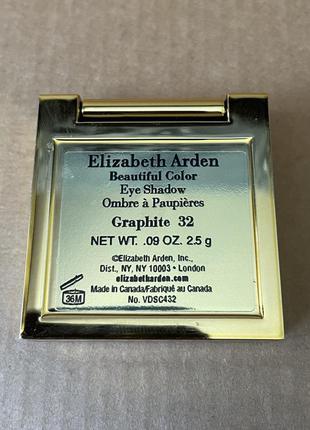 Elizabeth Arden
Beautiful Color
Eye Shadow
Ombre à Paupières
Graphite 32
NET WT. .09 OZ. 2.5 g
©Elizabeth Arden, Inc.,
Dist., NY, NY 10003 • London
elizabetharden.com
Made in Canada/Fabriqué au Canada
No. VDSC432
36M